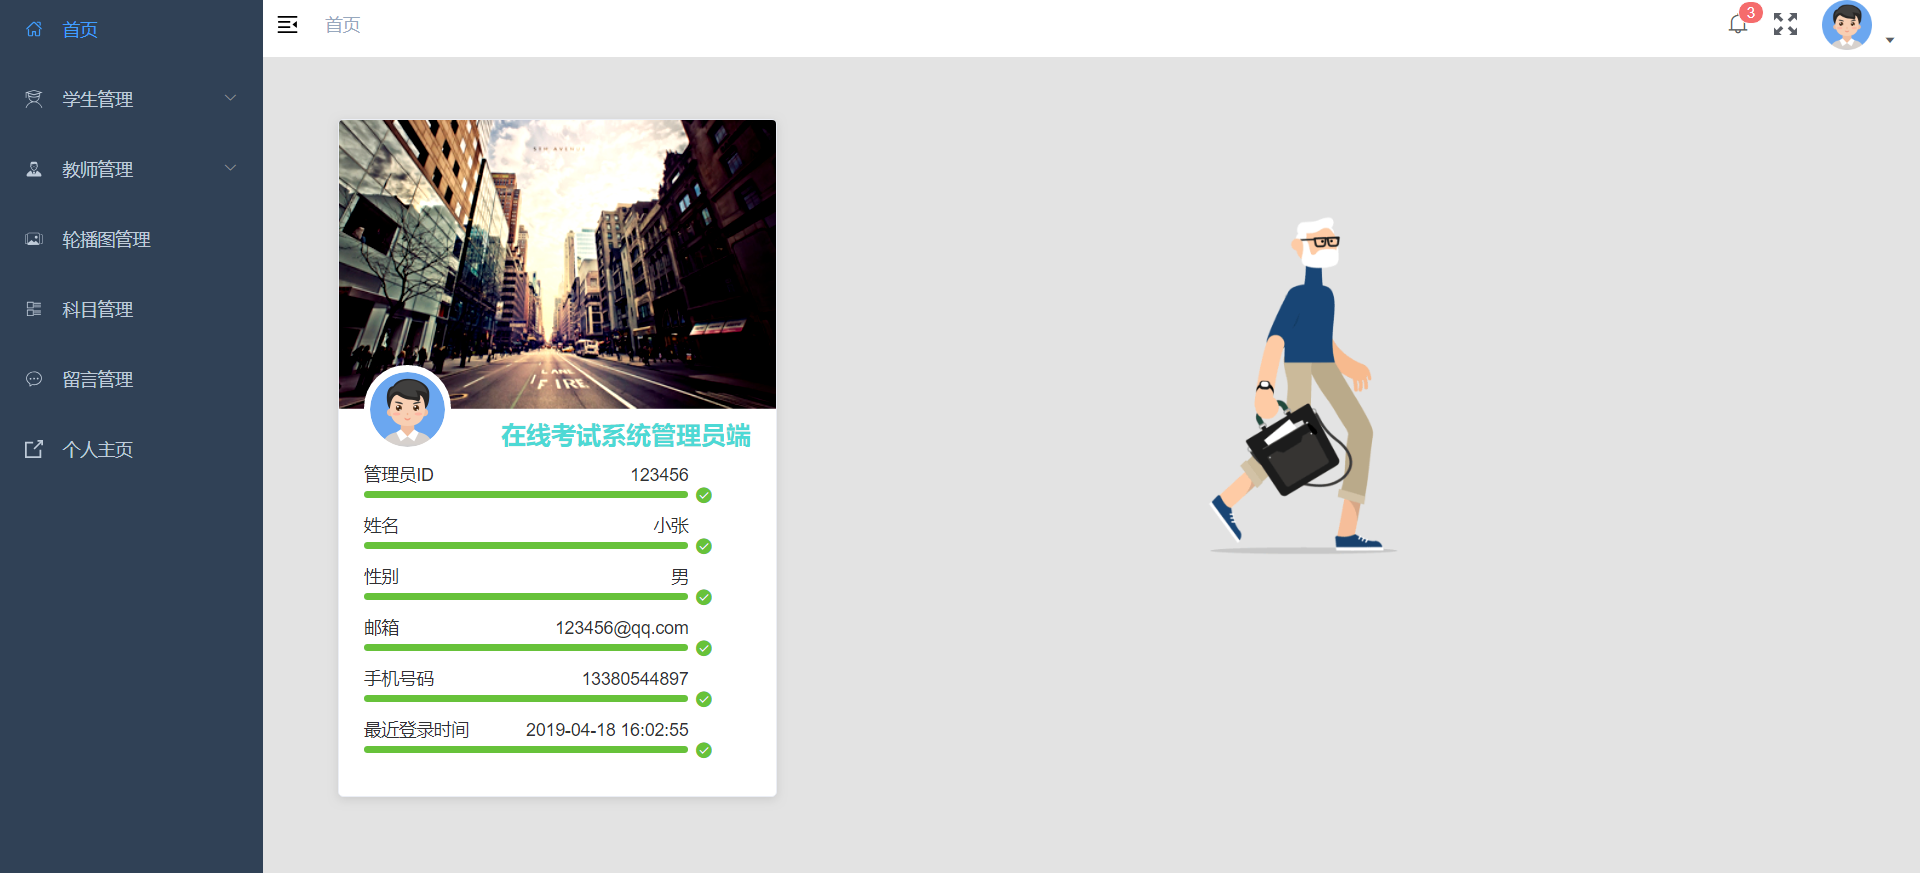 首页
学生管理
教师管理
轮播图管理
科目管理
留言管理
个人主页
首页
3
LANE
FIRE
在线考试系统管理员端
管理员ID 123456
姓名 小张
性别 男
邮箱 123456@qq.com
手机号码 13380544897
最近登录时间 2019-04-18 16:02:55